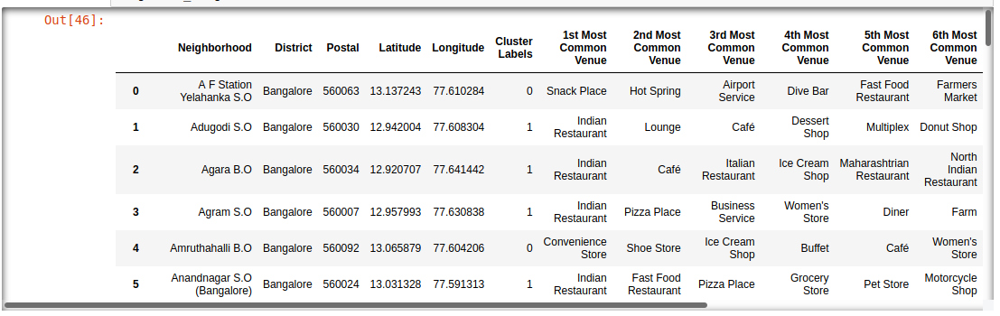 Out[46]:
Neighborhood District Postal Latitude Longitude Cluster Labels 1st Most Common Venue 2nd Most Common Venue 3rd Most Common Venue 4th Most Common Venue 5th Most Common Venue 6th Most Common Venue
0 A F Station Yelahanka S.O Bangalore 560063 13.137243 77.610284 0 Snack Place Hot Spring Airport Service Dive Bar Fast Food Restaurant Farmers Market
1 Adugodi S.O Bangalore 560030 12.942004 77.608304 1 Indian Restaurant Lounge Café Dessert Shop Multiplex Donut Shop
2 Agara B.O Bangalore 560034 12.920707 77.641442 1 Indian Restaurant Café Italian Restaurant Ice Cream Shop Maharashtrian Restaurant North Indian Restaurant
3 Agram S.O Bangalore 560007 12.957993 77.630838 1 Indian Restaurant Pizza Place Business Service Women's Store Diner Farm
4 Amruthahalli B.O Bangalore 560092 13.065879 77.604206 0 Convenience Store Shoe Store Ice Cream Shop Buffet Café Women's Store
5 Anandnagar S.O (Bangalore) Bangalore 560024 13.031328 77.591313 1 Indian Restaurant Fast Food Restaurant Pizza Place Grocery Store Pet Store Motorcycle Shop